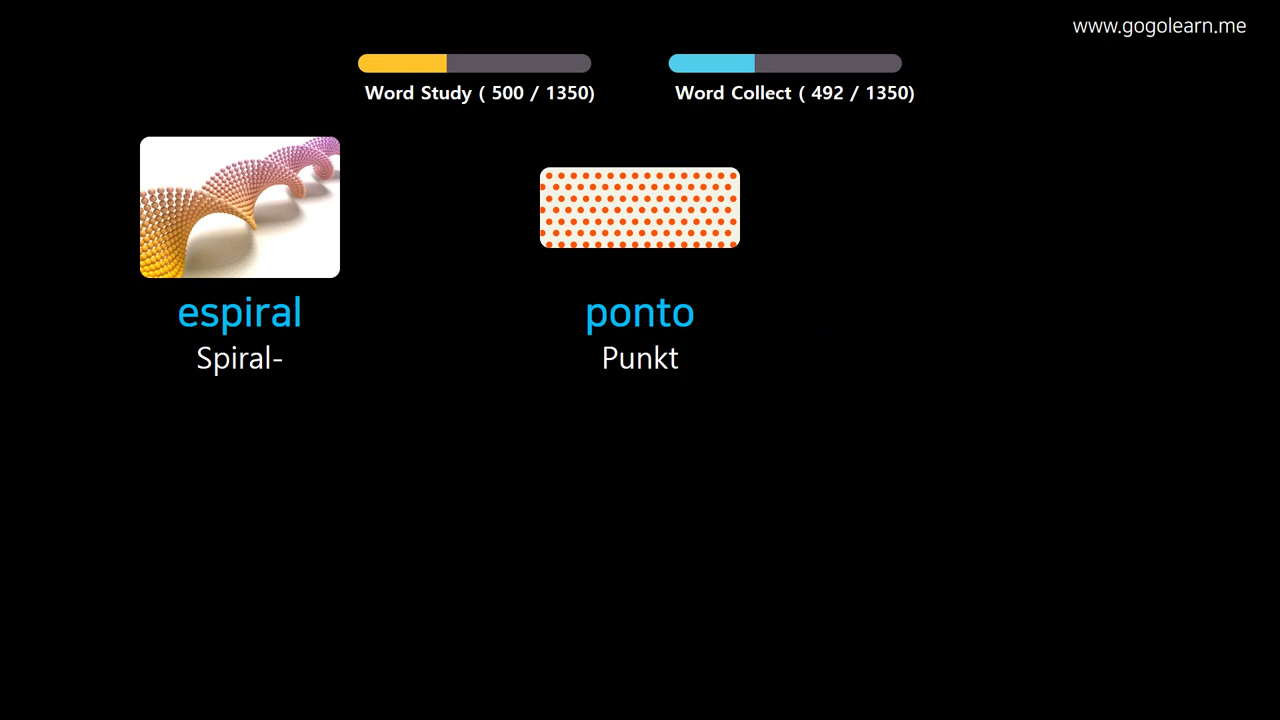 www.gogolearn.me
Word Study ( 500 / 1350)
Word Collect ( 492 / 1350)
espiral
Spiral-
ponto
Punkt